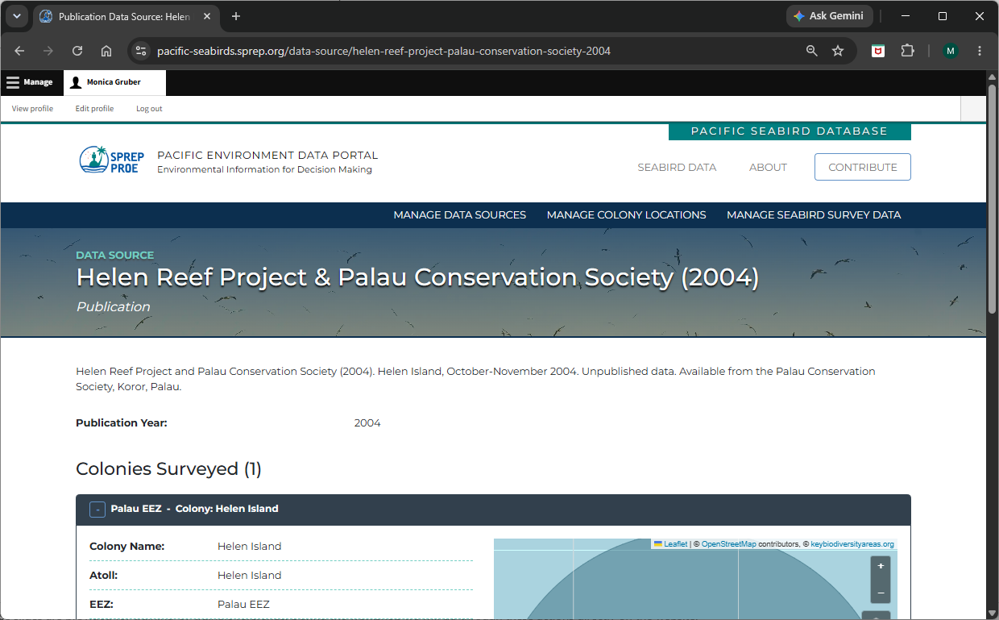 Publication Data Source: Helen
Ask Gemini
pacific-seabirds.sprep.org/data-source/helen-reef-project-palau-conservation-society-2004
M
Manage
Monica Gruber
View profile
Edit profile
Log out
PACIFIC SEABIRD DATABASE
SPREP
PROE
PACIFIC ENVIRONMENT DATA PORTAL
Environmental Information for Decision Making
SEABIRD DATA
ABOUT
CONTRIBUTE
MANAGE DATA SOURCES
MANAGE COLONY LOCATIONS
MANAGE SEABIRD SURVEY DATA
DATA SOURCE
Helen Reef Project & Palau Conservation Society (2004)
Publication
Helen Reef Project and Palau Conservation Society (2004). Helen Island, October-November 2004. Unpublished data. Available from the Palau Conservation
Society, Koror, Palau.
Publication Year: 2004
Colonies Surveyed (1)
- Palau EEZ - Colony: Helen Island
Colony Name: Helen Island
Atoll: Helen Island
EEZ: Palau EEZ
Leaflet | © OpenStreetMap contributors, © keybiodiversityareas.org
+
−